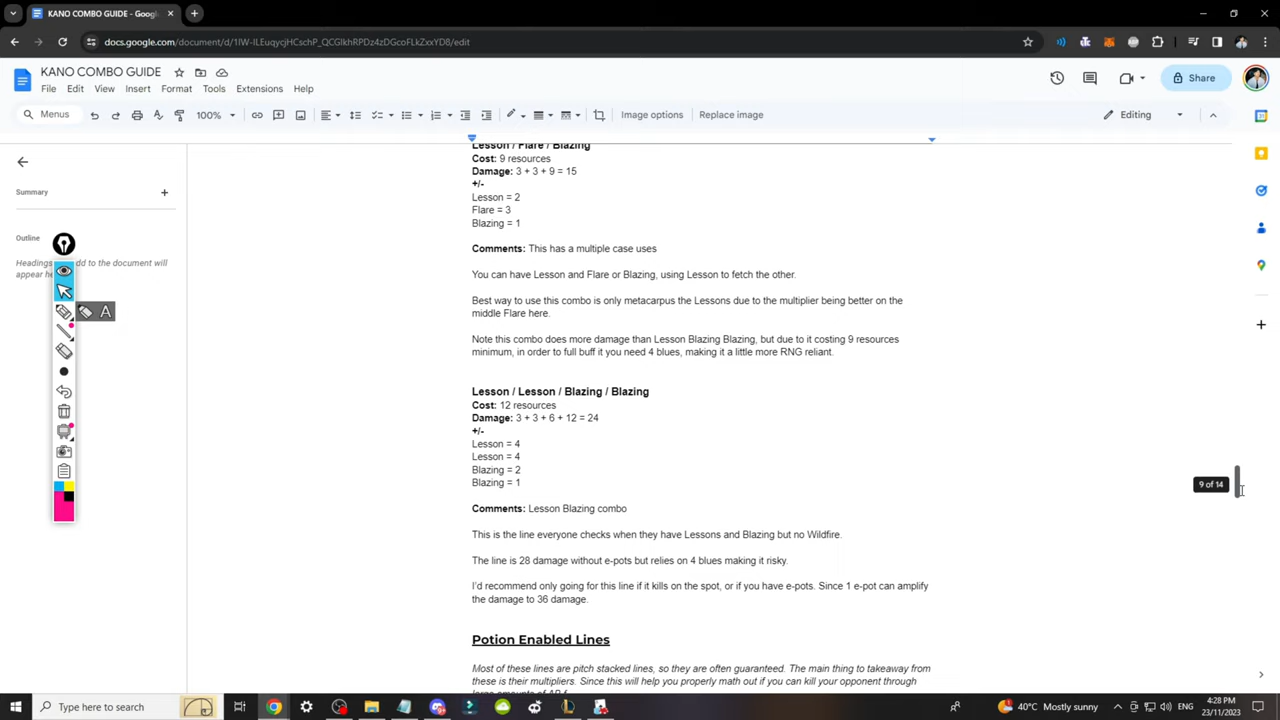 KANO COMBO GUIDE - Googl
docs.google.com/document/d/1IW-ILEuqycjHCschP_QCGIkhRPDz4zDGcoFLkZxxYD8/edit
KANO COMBO GUIDE
File Edit View Insert Format Tools Extensions Help
Share
Menus
100%
Image options
Replace image
Editing
Summary
Outline
Headings
dd to the document will
appear he
A
Lesson / Flare / Blazing
Cost: 9 resources
Damage: 3 + 3 + 9 = 15
+/-
Lesson = 2
Flare = 3
Blazing = 1
Comments: This has a multiple case uses
You can have Lesson and Flare or Blazing, using Lesson to fetch the other.
Best way to use this combo is only metacarpus the Lessons due to the multiplier being better on the
middle Flare here.
Note this combo does more damage than Lesson Blazing Blazing, but due to it costing 9 resources
minimum, in order to full buff it you need 4 blues, making it a little more RNG reliant.
Lesson / Lesson / Blazing / Blazing
Cost: 12 resources
Damage: 3 + 3 + 6 + 12 = 24
+/-
Lesson = 4
Lesson = 4
Blazing = 2
Blazing = 1
Comments: Lesson Blazing combo
This is the line everyone checks when they have Lessons and Blazing but no Wildfire.
The line is 28 damage without e-pots but relies on 4 blues making it risky.
I'd recommend only going for this line if it kills on the spot, or if you have e-pots. Since 1 e-pot can amplify
the damage to 36 damage.
Potion Enabled Lines
Most of these lines are pitch stacked lines, so they are often guaranteed. The main thing to takeaway from
these is their multipliers. Since this will help you properly math out if you can kill your opponent through
9 of 14
Type here to search
40°C Mostly sunny
ENG
4:28 PM
23/11/2023